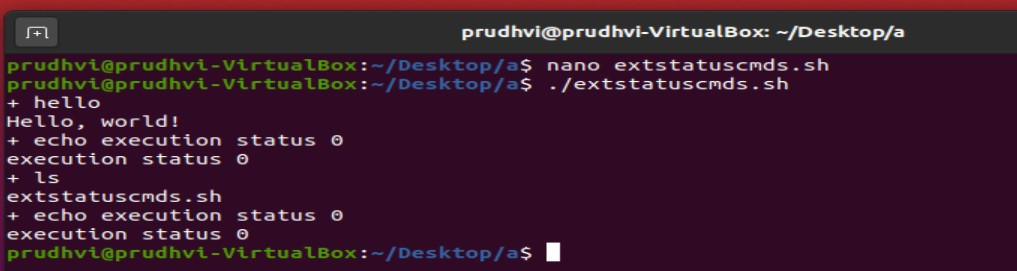 prudhvi@prudhvi-VirtualBox: ~/Desktop/a
prudhvi@prudhvi-VirtualBox:~/Desktop/a$ nano extstatuscmds.sh
prudhvi@prudhvi-VirtualBox:~/Desktop/a$ ./extstatuscmds.sh
+ hello
Hello, world!
+ echo execution status 0
execution status 0
+ ls
extstatuscmds.sh
+ echo execution status 0
execution status 0
prudhvi@prudhvi-VirtualBox:~/Desktop/a$